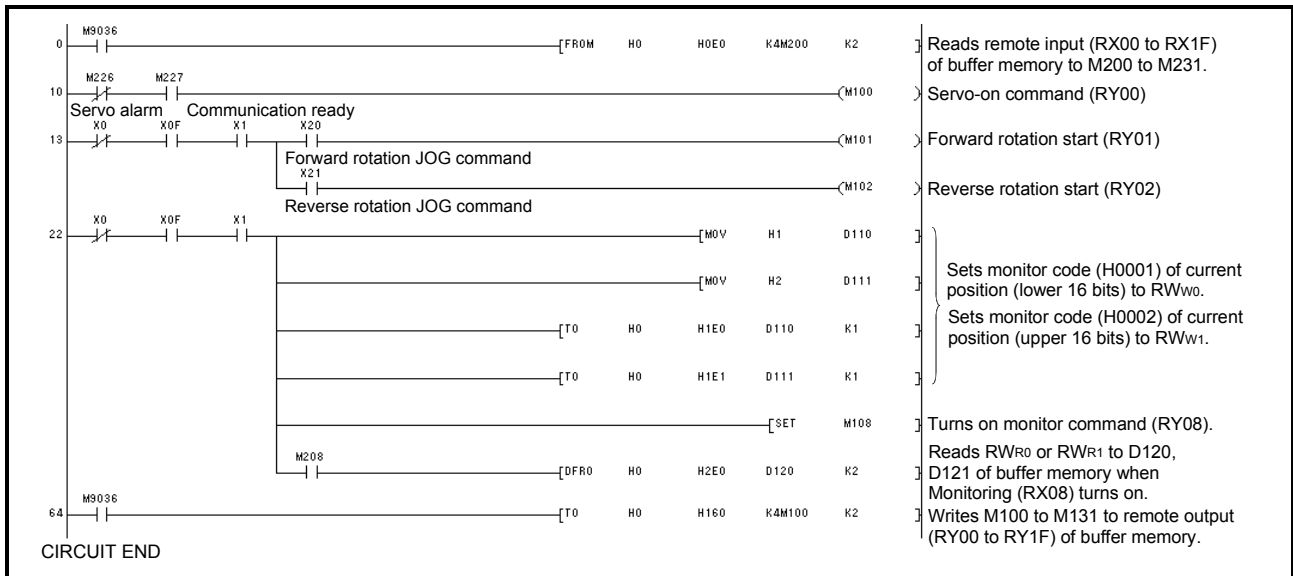 M9036
0 [FROM H0 H0E0 K4M200 K2 ] Reads remote input (RX00 to RX1F)
of buffer memory to M200 to M231.
M226 M227
10 (M100 ) Servo-on command (RY00)
Servo alarm Communication ready
X0 X0F X1 X20
13 (M101 ) Forward rotation start (RY01)
Forward rotation JOG command
X21
(M102 ) Reverse rotation start (RY02)
Reverse rotation JOG command
X0 X0F X1
22 [MOV H1 D110 ]
Sets monitor code (H0001) of current
position (lower 16 bits) to RWW0.
[MOV H2 D111 ]
Sets monitor code (H0002) of current
position (upper 16 bits) to RWW1.
[TO H0 H1E0 D110 K1 ]
[TO H0 H1E1 D111 K1 ]
[SET M108 ] Turns on monitor command (RY08).
M208
[DFRO H0 H2E0 D120 K2 ] Reads RWR0 or RWR1 to D120,
D121 of buffer memory when
Monitoring (RX08) turns on.
M9036
64 [TO H0 H160 K4M100 K2 ] Writes M100 to M131 to remote output
(RY00 to RY1F) of buffer memory.
CIRCUIT END